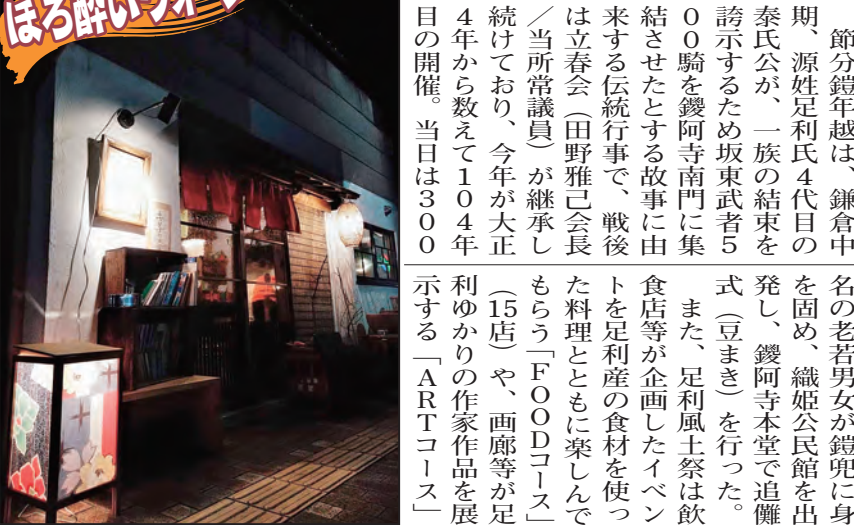 ほろ酔いウォー
節分鎧年越は、鎌倉中
期、源姓足利氏4代目の
泰氏公が、一族の結束を
誇示するため坂東武者5
00騎を鑁阿寺南門に集
結させたとする故事に由
来する伝統行事で、戦後
は立春会（田野雅己会長
／当所常議員）が継承し
続けており、今年が大正
4年から数えて104年
目の開催。当日は300
名の老若男女が鎧兜に身
を固め、織姫公民館を出
発し、鑁阿寺本堂で追儺
式（豆まき）を行った。
また、足利風土祭は飲
食店等が企画したイベン
トを足利産の食材を使っ
た料理とともに楽しんで
もらう「FOODコース」
（15店）や、画廊等が足
利ゆかりの作家作品を展
示する「ARTコース」